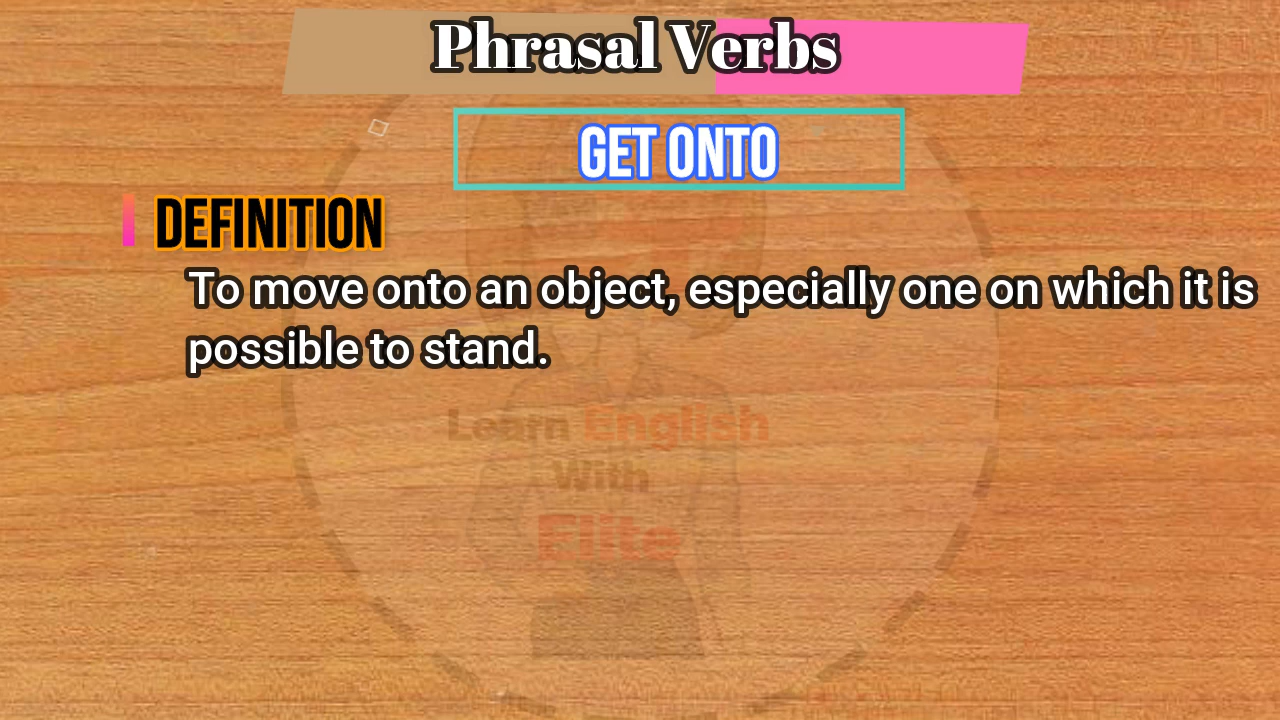 Phrasal Verbs
GET ONTO
DEFINITION
To move onto an object, especially one on which it is
possible to stand.
Learn English
With
Elite